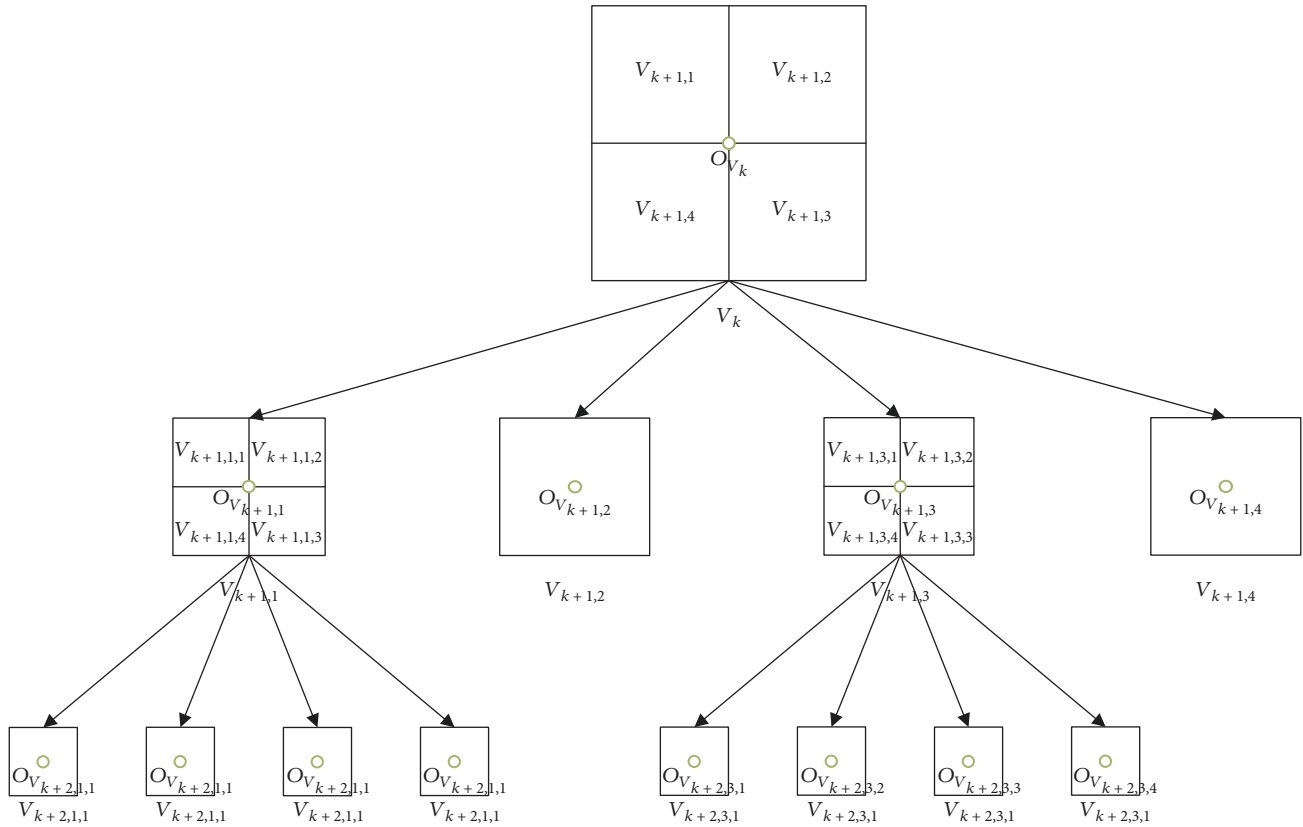 V_{k+1,1} V_{k+1,2}
O_{V_k}
V_{k+1,4} V_{k+1,3}
V_k
V_{k+1,1,1} V_{k+1,1,2} V_{k+1,3,1} V_{k+1,3,2}
O_{V_{k+1,1}} O_{V_{k+1,2}} O_{V_{k+1,3}} O_{V_{k+1,4}}
V_{k+1,1,4} V_{k+1,1,3} V_{k+1,3,4} V_{k+1,3,3}
V_{k+1,1} V_{k+1,2} V_{k+1,3} V_{k+1,4}
O_{V_{k+2,1,1}} O_{V_{k+2,1,1}} O_{V_{k+2,1,1}} O_{V_{k+2,1,1}} O_{V_{k+2,3,1}} O_{V_{k+2,3,2}} O_{V_{k+2,3,3}} O_{V_{k+2,3,4}}
V_{k+2,1,1} V_{k+2,1,1} V_{k+2,1,1} V_{k+2,1,1} V_{k+2,3,1} V_{k+2,3,1} V_{k+2,3,1} V_{k+2,3,1}